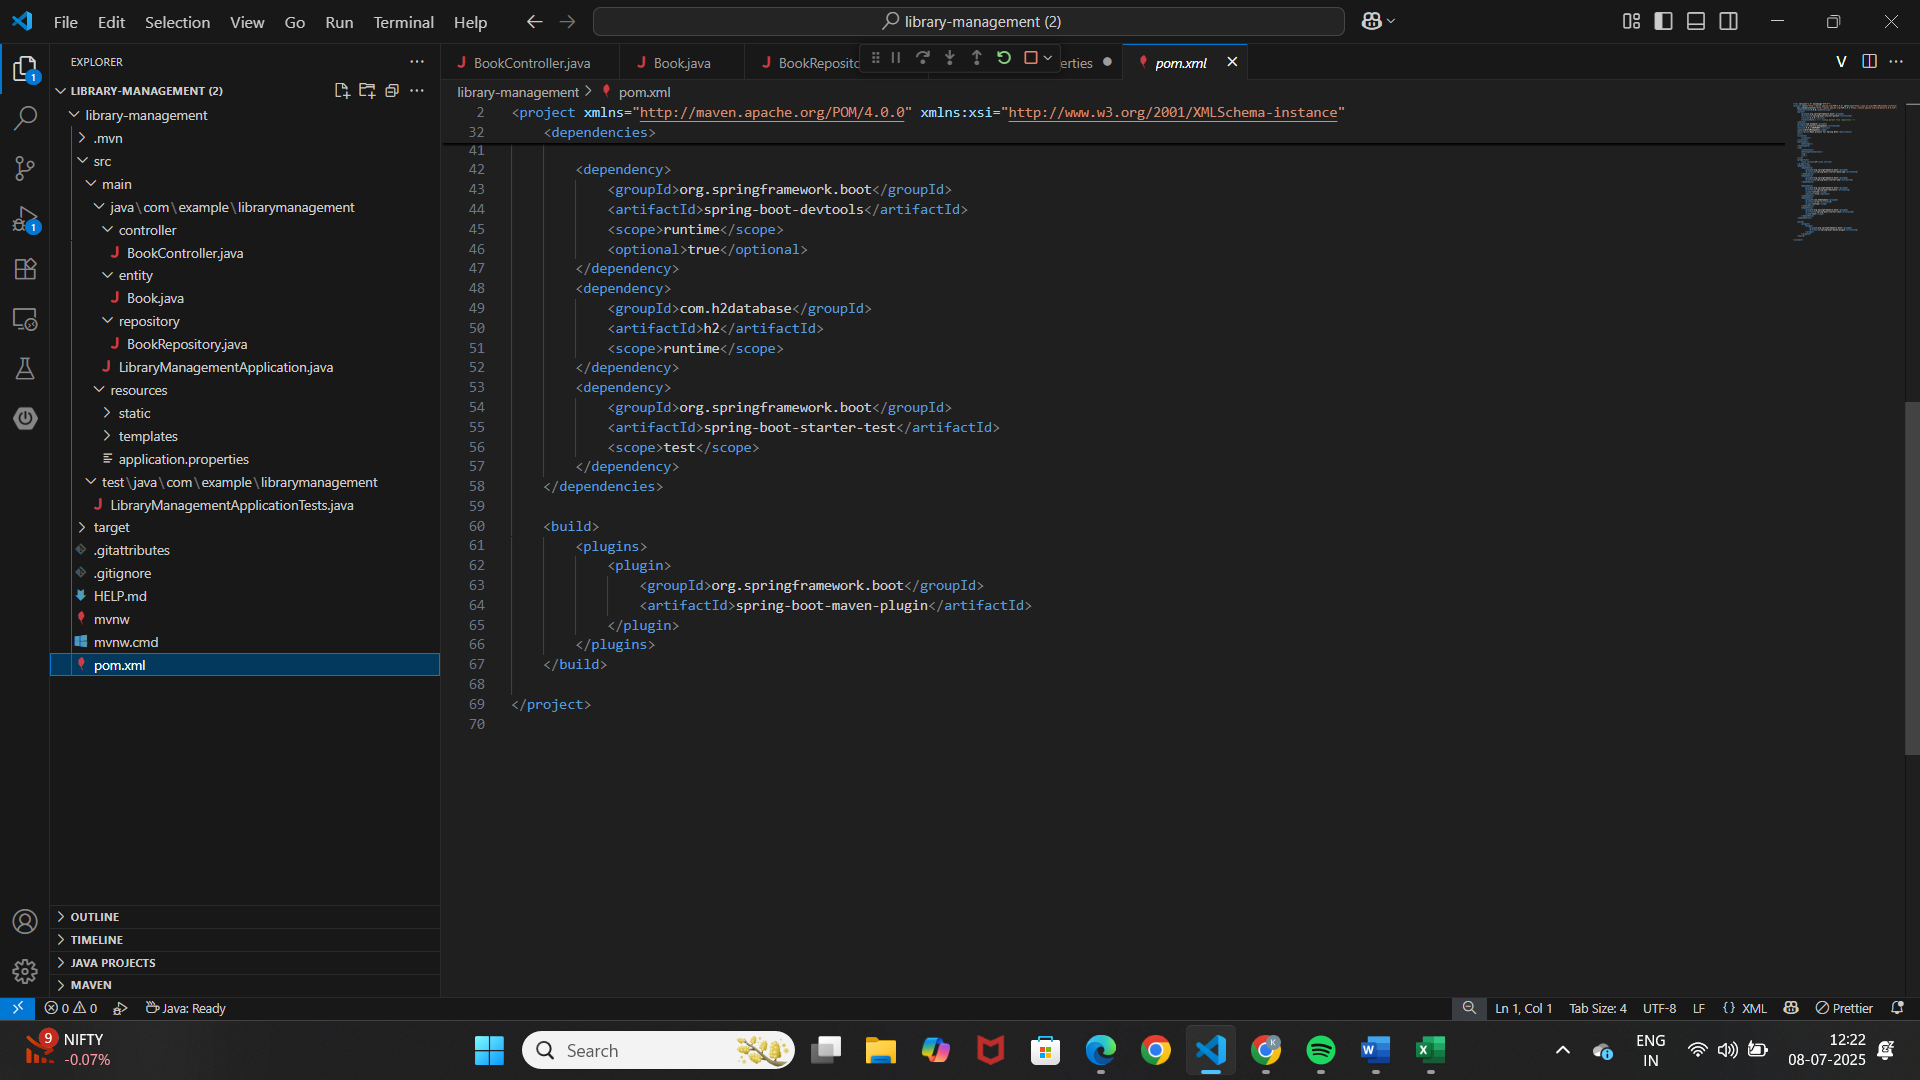 File Edit Selection View Go Run Terminal Help
library-management (2)
EXPLORER
LIBRARY-MANAGEMENT (2)
library-management
.mvn
src
main
java\com\example\librarymanagement
controller
BookController.java
entity
Book.java
repository
BookRepository.java
LibraryManagementApplication.java
resources
static
templates
application.properties
test\java\com\example\librarymanagement
LibraryManagementApplicationTests.java
target
.gitattributes
.gitignore
HELP.md
mvnw
mvnw.cmd
pom.xml
OUTLINE
TIMELINE
JAVA PROJECTS
MAVEN
1
1
BookController.java Book.java BookReposito erties pom.xml
V
library-management > pom.xml
2 <project xmlns="http://maven.apache.org/POM/4.0.0" xmlns:xsi="http://www.w3.org/2001/XMLSchema-instance"
32 <dependencies>
41
42 <dependency>
43 <groupId>org.springframework.boot</groupId>
44 <artifactId>spring-boot-devtools</artifactId>
45 <scope>runtime</scope>
46 <optional>true</optional>
47 </dependency>
48 <dependency>
49 <groupId>com.h2database</groupId>
50 <artifactId>h2</artifactId>
51 <scope>runtime</scope>
52 </dependency>
53 <dependency>
54 <groupId>org.springframework.boot</groupId>
55 <artifactId>spring-boot-starter-test</artifactId>
56 <scope>test</scope>
57 </dependency>
58 </dependencies>
59
60 <build>
61 <plugins>
62 <plugin>
63 <groupId>org.springframework.boot</groupId>
64 <artifactId>spring-boot-maven-plugin</artifactId>
65 </plugin>
66 </plugins>
67 </build>
68
69 </project>
70
0 0 Java: Ready
Ln 1, Col 1 Tab Size: 4 UTF-8 LF {} XML Prettier
9 NIFTY
-0.07%
Search
K
ENG
IN
12:22
08-07-2025